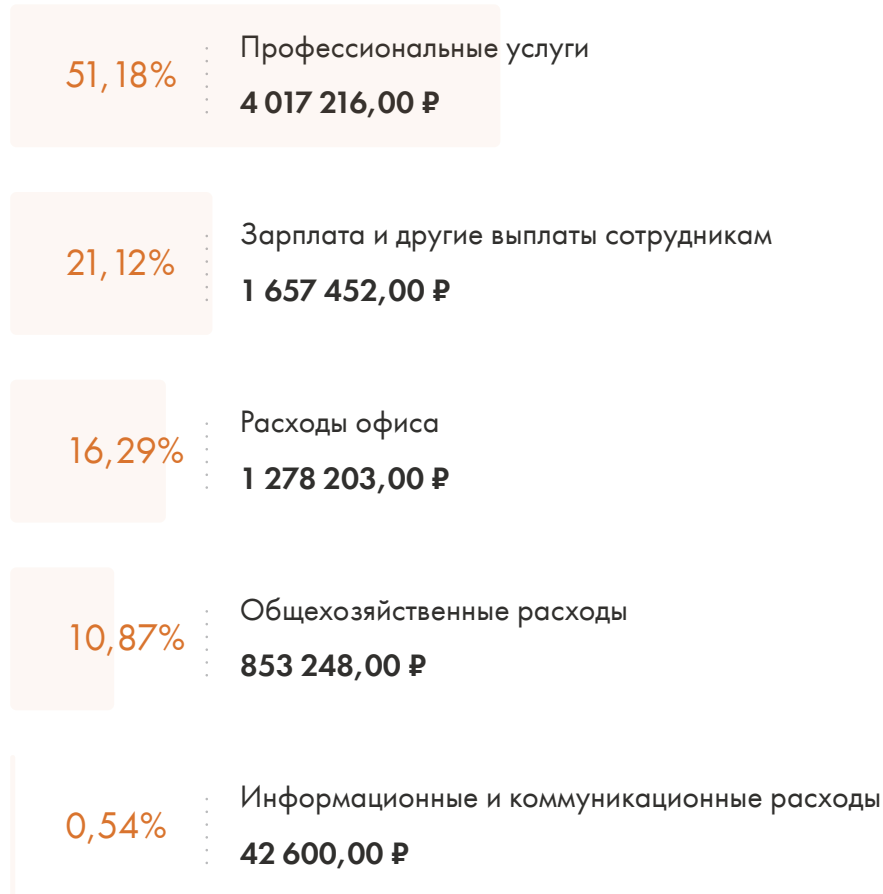 51,18%
Профессиональные услуги
4 017 216,00 ₽
21,12%
Зарплата и другие выплаты сотрудникам
1 657 452,00 ₽
16,29%
Расходы офиса
1 278 203,00 ₽
10,87%
Общехозяйственные расходы
853 248,00 ₽
0,54%
Информационные и коммуникационные расходы
42 600,00 ₽